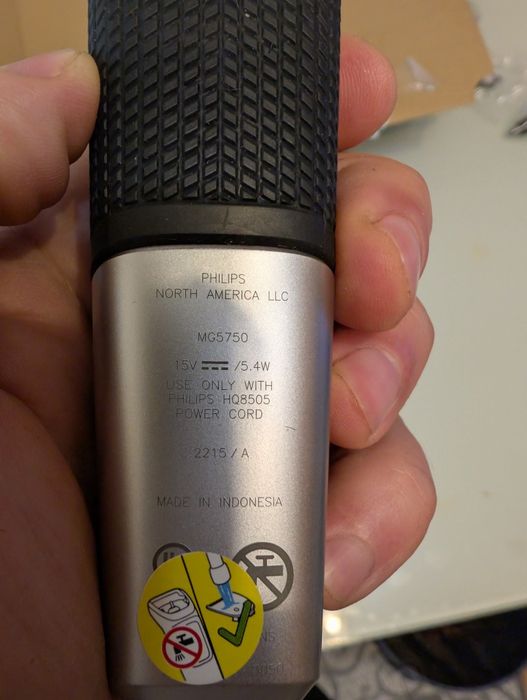 PHILIPS
NORTH AMERICA LLC
MG5750
15V ⎓ /5.4W
USE ONLY WITH
PHILIPS HQ8505
POWER CORD
2215 / A
MADE IN INDONESIA